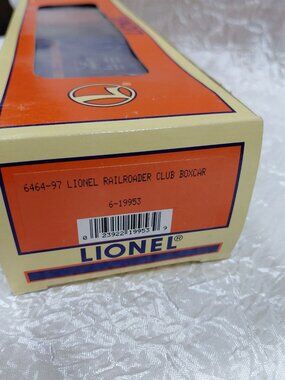 6464-97 LIONEL RAILROADER CLUB BOXCAR
6-19953
0 23922 19953 9
LIONEL®